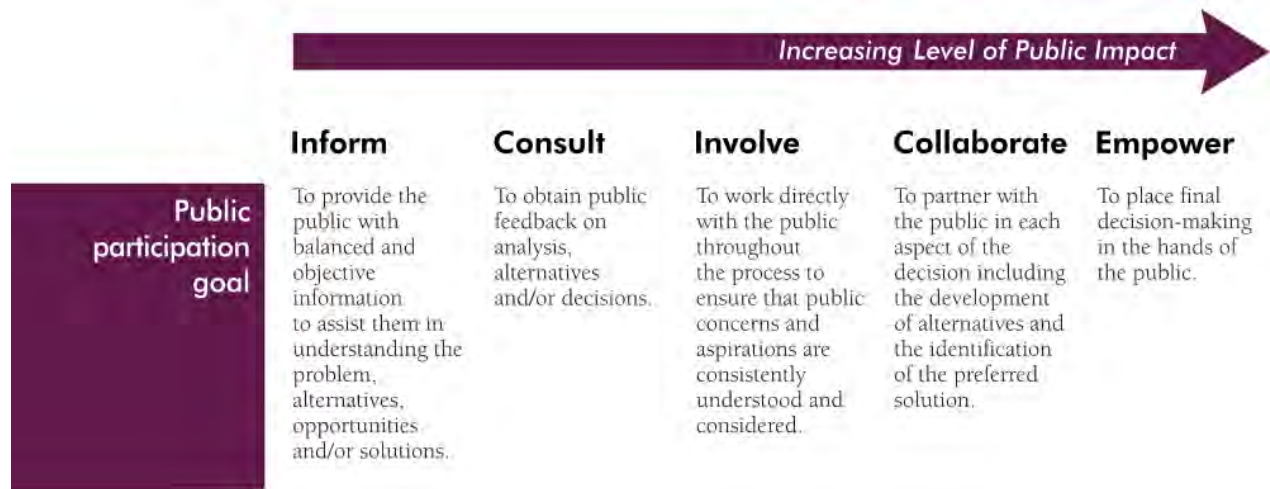 Increasing Level of Public Impact
Inform
Consult
Involve
Collaborate
Empower
Public
participation
goal
To provide the
public with
balanced and
objective
information
to assist them in
understanding the
problem,
alternatives,
opportunities
and/or solutions.
To obtain public
feedback on
analysis,
alternatives
and/or decisions.
To work directly
with the public
throughout
the process to
ensure that public
concerns and
aspirations are
consistently
understood and
considered.
To partner with
the public in each
aspect of the
decision including
the development
of alternatives and
the identification
of the preferred
solution.
To place final
decision-making
in the hands of
the public.